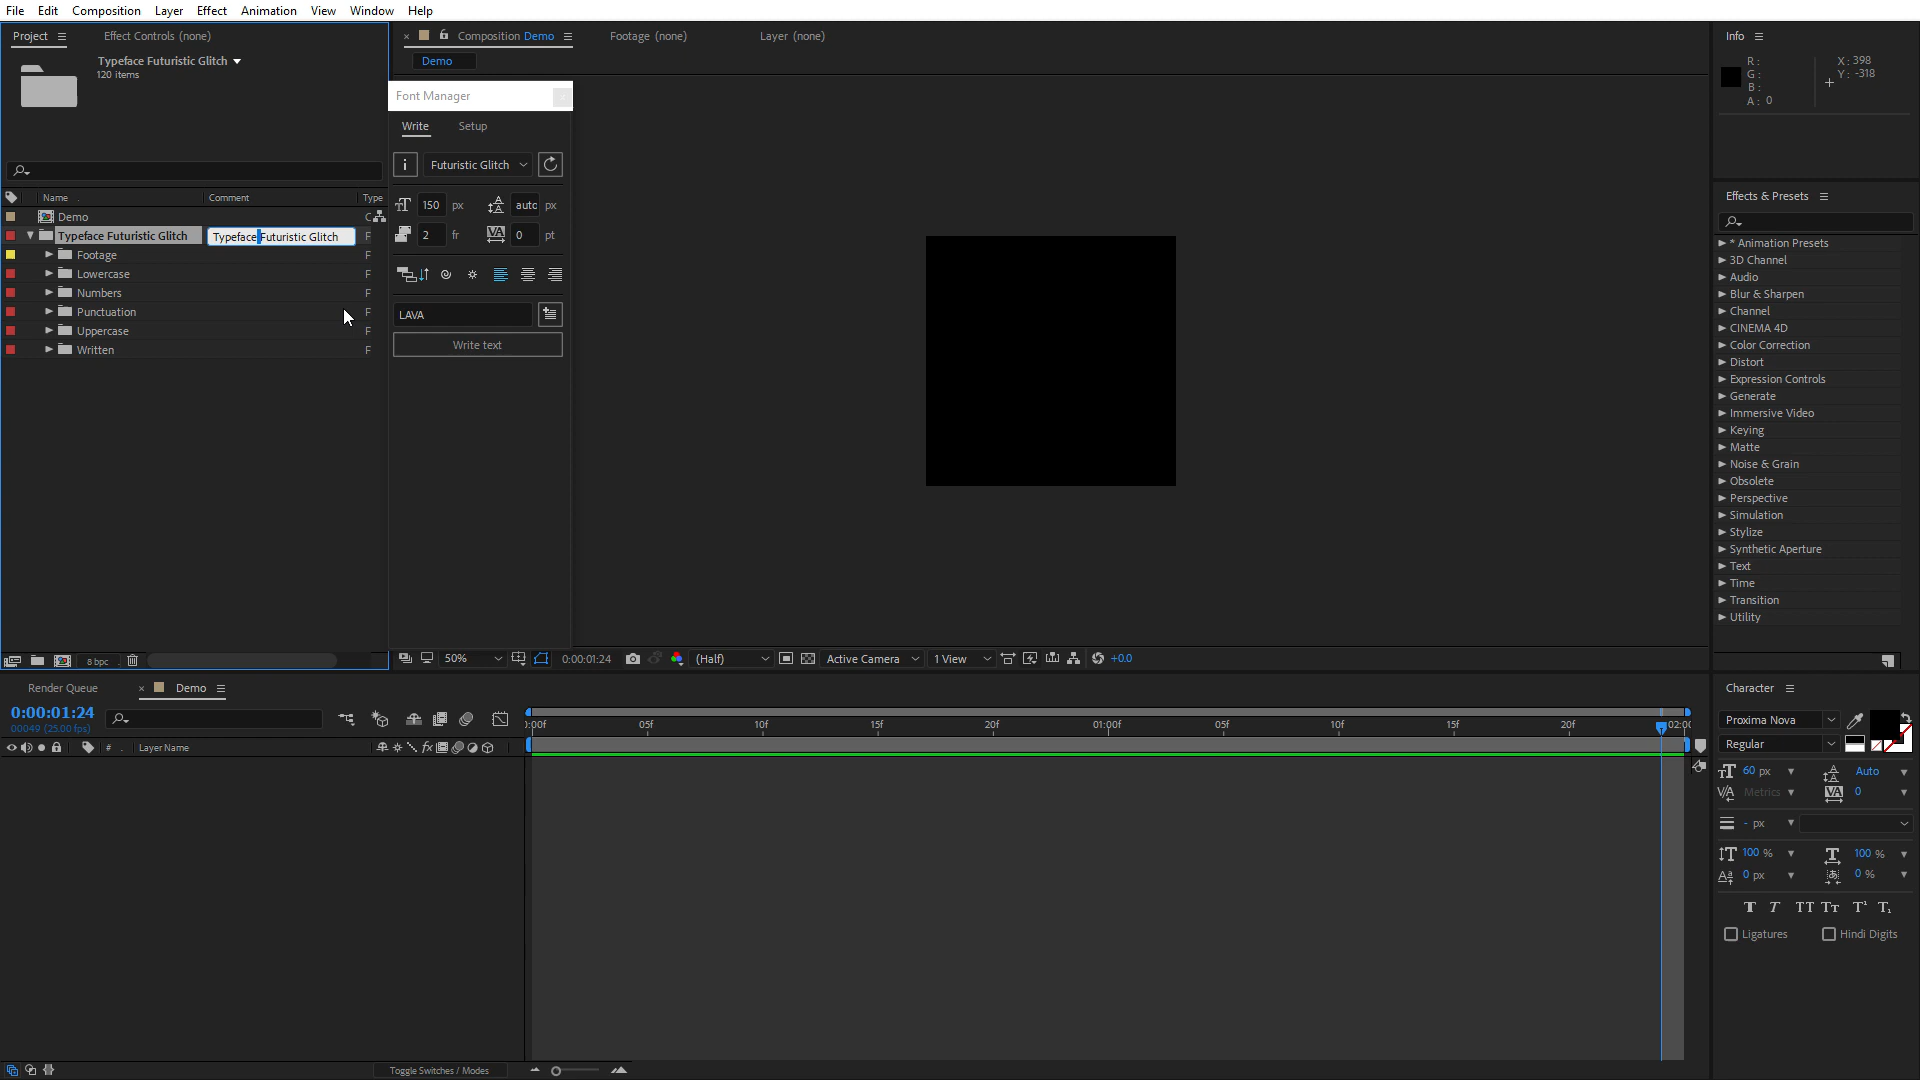 File Edit Composition Layer Effect Animation View Window Help
Project
Effect Controls (none)
Typeface Futuristic Glitch
120 items
Name
Comment
Type
Demo
C
Typeface Futuristic Glitch
Typeface Futuristic Glitch
F
Footage
F
Lowercase
F
Numbers
F
Punctuation
F
Uppercase
F
Written
F
8 bpc
Composition Demo
Footage (none)
Layer (none)
Demo
Font Manager
Write
Setup
i
Futuristic Glitch
150 px
auto px
2 fr
0 pt
LAVA
Write text
50%
0:00:01:24
(Half)
Active Camera
1 View
+0.0
Info
R:
G:
B:
A: 0
X: 398
Y: -318
Effects & Presets
* Animation Presets
3D Channel
Audio
Blur & Sharpen
Channel
CINEMA 4D
Color Correction
Distort
Expression Controls
Generate
Immersive Video
Keying
Matte
Noise & Grain
Obsolete
Perspective
Simulation
Stylize
Synthetic Aperture
Text
Time
Transition
Utility
Render Queue
Demo
0:00:01:24
00049 (25.00 fps)
# Layer Name
:00f 05f 10f 15f 20f 01:00f 05f 10f 15f 20f 02:00
Toggle Switches / Modes
Character
Proxima Nova
Regular
60 px
Auto
Metrics
0
- px
100 %
100 %
0 px
0 %
Ligatures
Hindi Digits